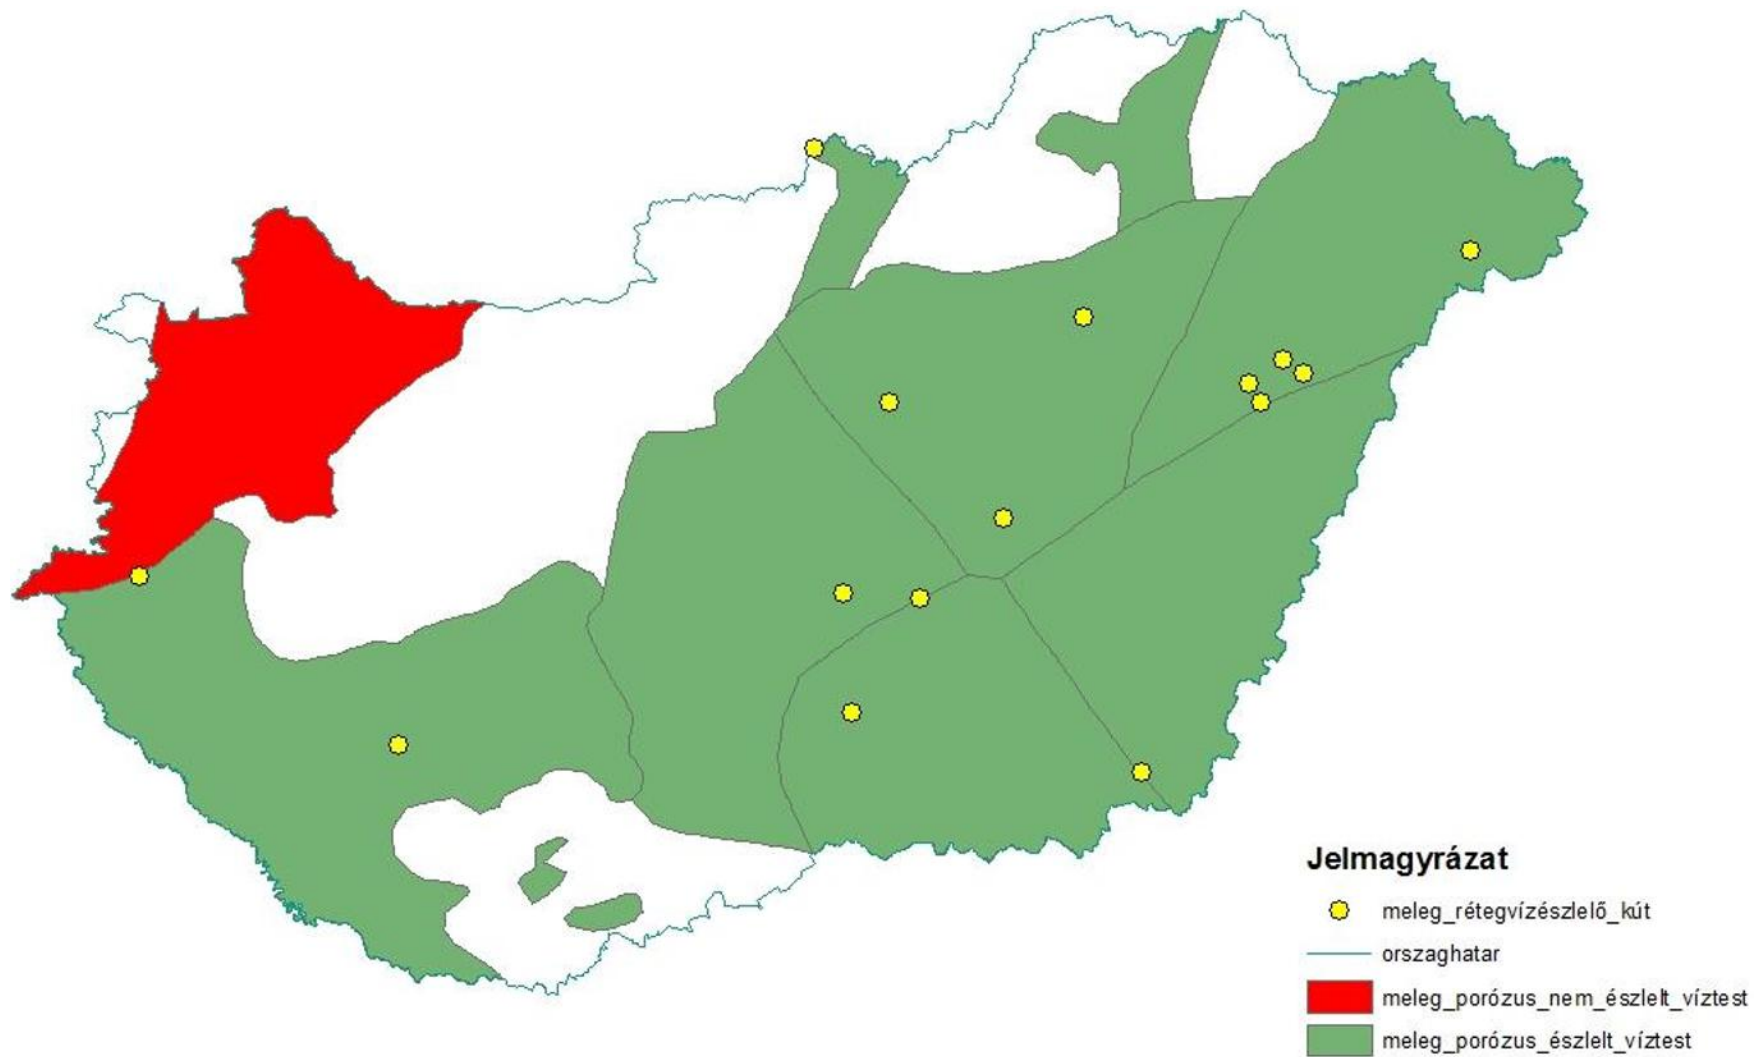 Jelmagyrázat
meleg_rétegvízészlelő_kút
orszaghatar
meleg_porózus_nem_észlelt_víztest
meleg_porózus_észlelt_víztest